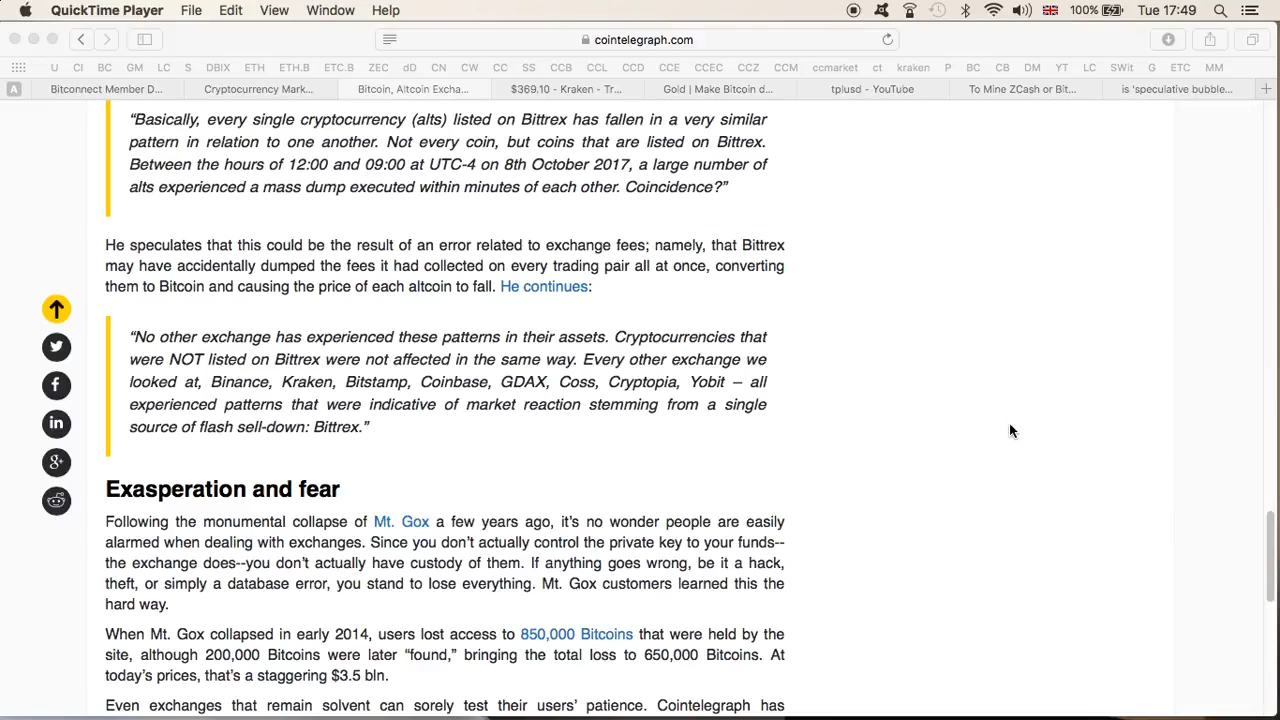 QuickTime Player File Edit View Window Help 100% Tue 17:49
cointelegraph.com
U CI BC GM LC S DBIX ETH ETH.B ETC.B ZEC dD CN CW CC SS CCB CCL CCD CCE CCEC CCZ CCM ccmarket ct kraken P BC CB DM YT LC SWit G ETC MM
A Bitconnect Member D... Cryptocurrency Mark... Bitcoin, Altcoin Excha... $369.10 - Kraken - Tr... Gold | Make Bitcoin d... tplusd - YouTube To Mine ZCash or Bit... is 'speculative bubble...
“Basically, every single cryptocurrency (alts) listed on Bittrex has fallen in a very similar
pattern in relation to one another. Not every coin, but coins that are listed on Bittrex.
Between the hours of 12:00 and 09:00 at UTC-4 on 8th October 2017, a large number of
alts experienced a mass dump executed within minutes of each other. Coincidence?”
He speculates that this could be the result of an error related to exchange fees; namely, that Bittrex
may have accidentally dumped the fees it had collected on every trading pair all at once, converting
them to Bitcoin and causing the price of each altcoin to fall. He continues:
“No other exchange has experienced these patterns in their assets. Cryptocurrencies that
were NOT listed on Bittrex were not affected in the same way. Every other exchange we
looked at, Binance, Kraken, Bitstamp, Coinbase, GDAX, Coss, Cryptopia, Yobit – all
experienced patterns that were indicative of market reaction stemming from a single
source of flash sell-down: Bittrex.”
Exasperation and fear
Following the monumental collapse of Mt. Gox a few years ago, it’s no wonder people are easily
alarmed when dealing with exchanges. Since you don’t actually control the private key to your funds--
the exchange does--you don’t actually have custody of them. If anything goes wrong, be it a hack,
theft, or simply a database error, you stand to lose everything. Mt. Gox customers learned this the
hard way.
When Mt. Gox collapsed in early 2014, users lost access to 850,000 Bitcoins that were held by the
site, although 200,000 Bitcoins were later “found,” bringing the total loss to 650,000 Bitcoins. At
today’s prices, that’s a staggering $3.5 bln.
Even exchanges that remain solvent can sorely test their users’ patience. Cointelegraph has